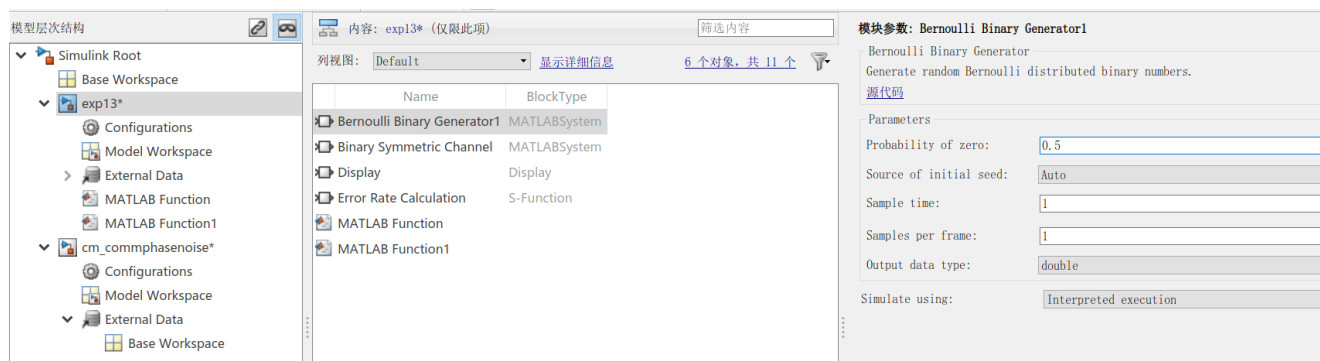 模型层次结构
Simulink Root
Base Workspace
exp13*
Configurations
Model Workspace
External Data
MATLAB Function
MATLAB Function1
cm_commphasenoise*
Configurations
Model Workspace
External Data
Base Workspace
内容: exp13* (仅限此项)
筛选内容
列视图: Default 显示详细信息 6 个对象，共 11 个
Name BlockType
Bernoulli Binary Generator1 MATLABSystem
Binary Symmetric Channel MATLABSystem
Display Display
Error Rate Calculation S-Function
MATLAB Function
MATLAB Function1
模块参数: Bernoulli Binary Generator1
Bernoulli Binary Generator
Generate random Bernoulli distributed binary numbers.
源代码
Parameters
Probability of zero: 0.5
Source of initial seed: Auto
Sample time: 1
Samples per frame: 1
Output data type: double
Simulate using: Interpreted execution